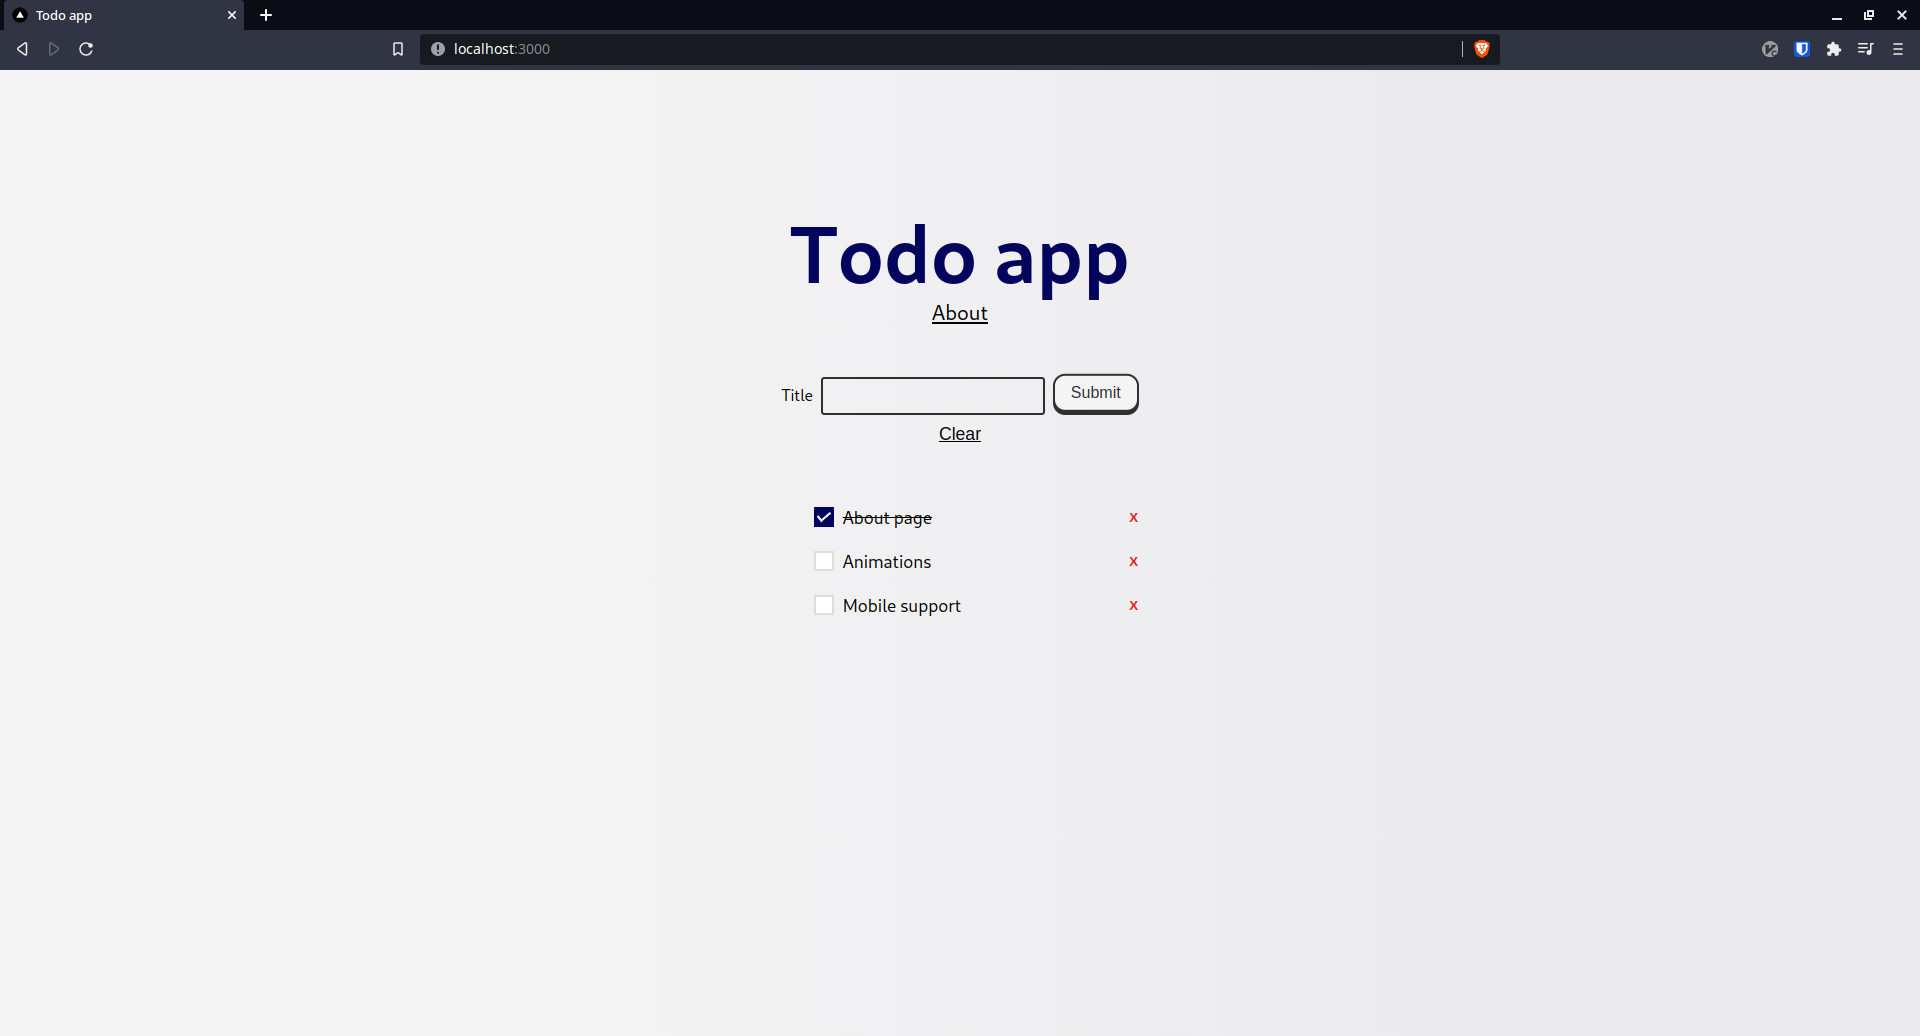 Todo app
localhost:3000
Todo app
About
Title
Submit
Clear
About page x
Animations x
Mobile support x